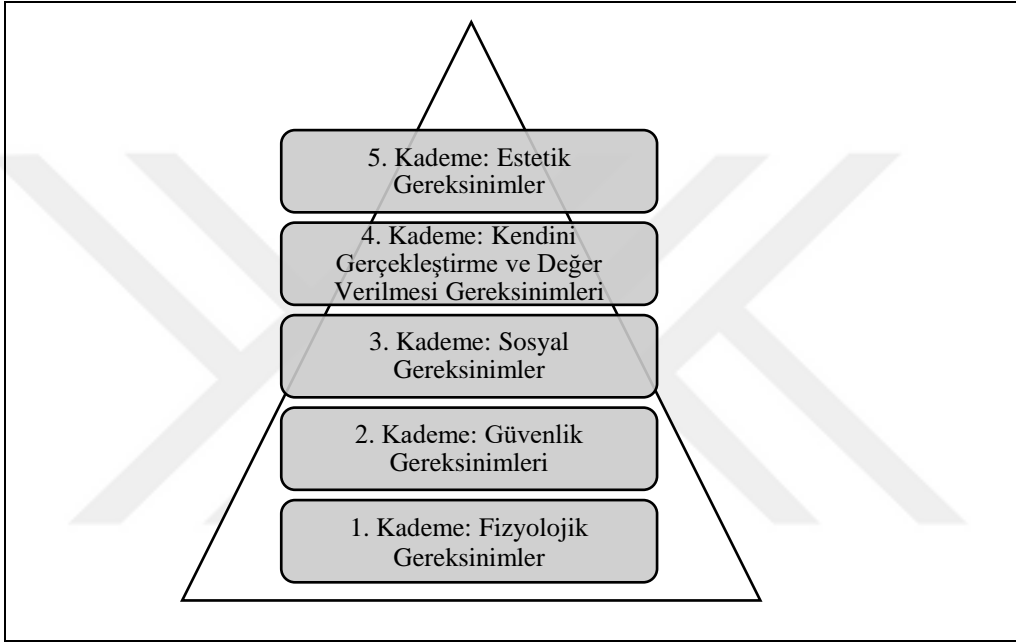 5. Kademe: Estetik
Gereksinimler
4. Kademe: Kendini
Gerçekleştirme ve Değer
Verilmesi Gereksinimleri
3. Kademe: Sosyal
Gereksinimler
2. Kademe: Güvenlik
Gereksinimleri
1. Kademe: Fizyolojik
Gereksinimler